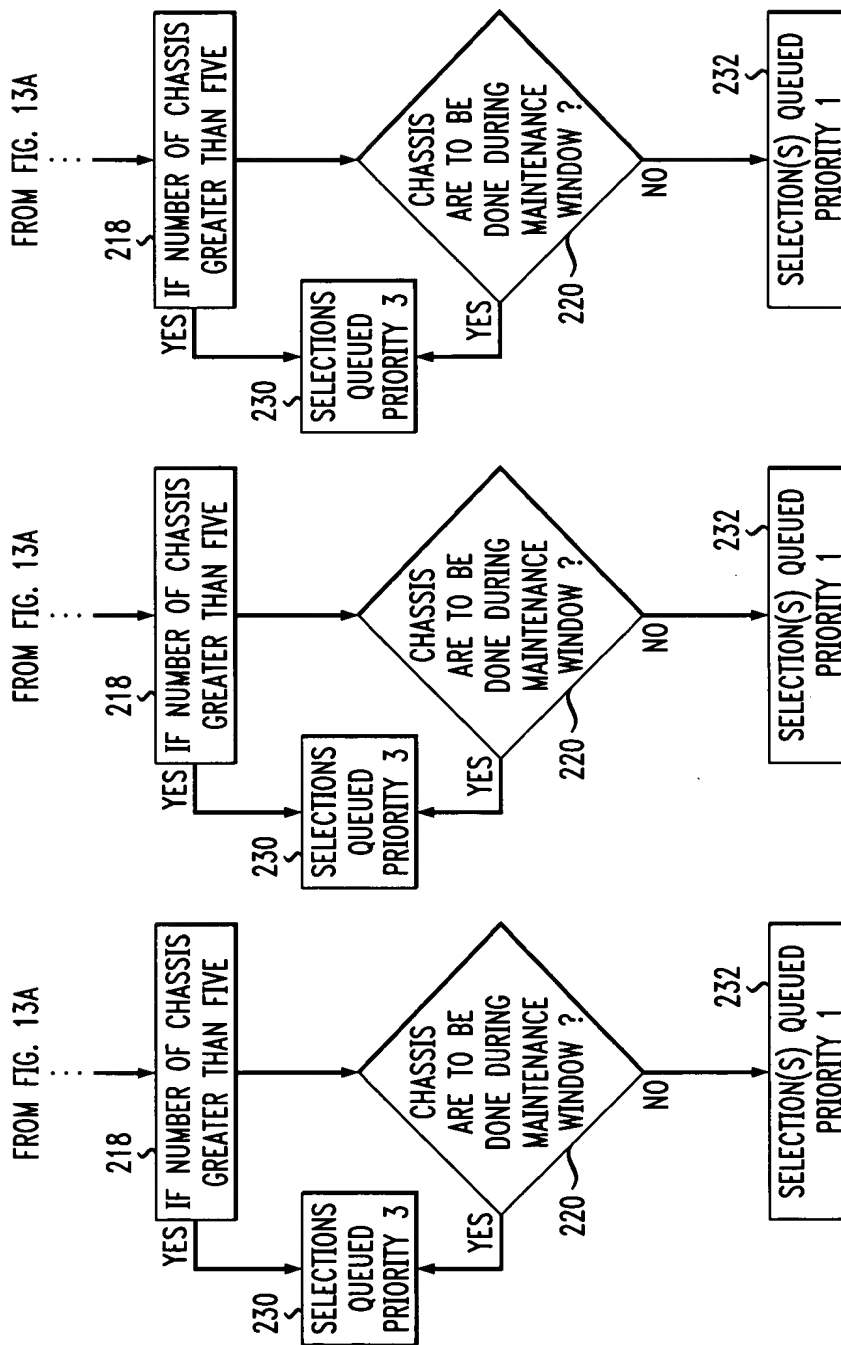 FROM FIG. 13A
218
IF NUMBER OF CHASSIS
GREATER THAN FIVE
YES
230
SELECTIONS
QUEUED
PRIORITY 3
CHASSIS
ARE TO BE
DONE DURING
MAINTENANCE
WINDOW ?
YES
220
NO
232
SELECTION(S) QUEUED
PRIORITY 1
FROM FIG. 13A
218
IF NUMBER OF CHASSIS
GREATER THAN FIVE
YES
230
SELECTIONS
QUEUED
PRIORITY 3
CHASSIS
ARE TO BE
DONE DURING
MAINTENANCE
WINDOW ?
YES
220
NO
232
SELECTION(S) QUEUED
PRIORITY 1
FROM FIG. 13A
218
IF NUMBER OF CHASSIS
GREATER THAN FIVE
YES
230
SELECTIONS
QUEUED
PRIORITY 3
CHASSIS
ARE TO BE
DONE DURING
MAINTENANCE
WINDOW ?
YES
220
NO
232
SELECTION(S) QUEUED
PRIORITY 1